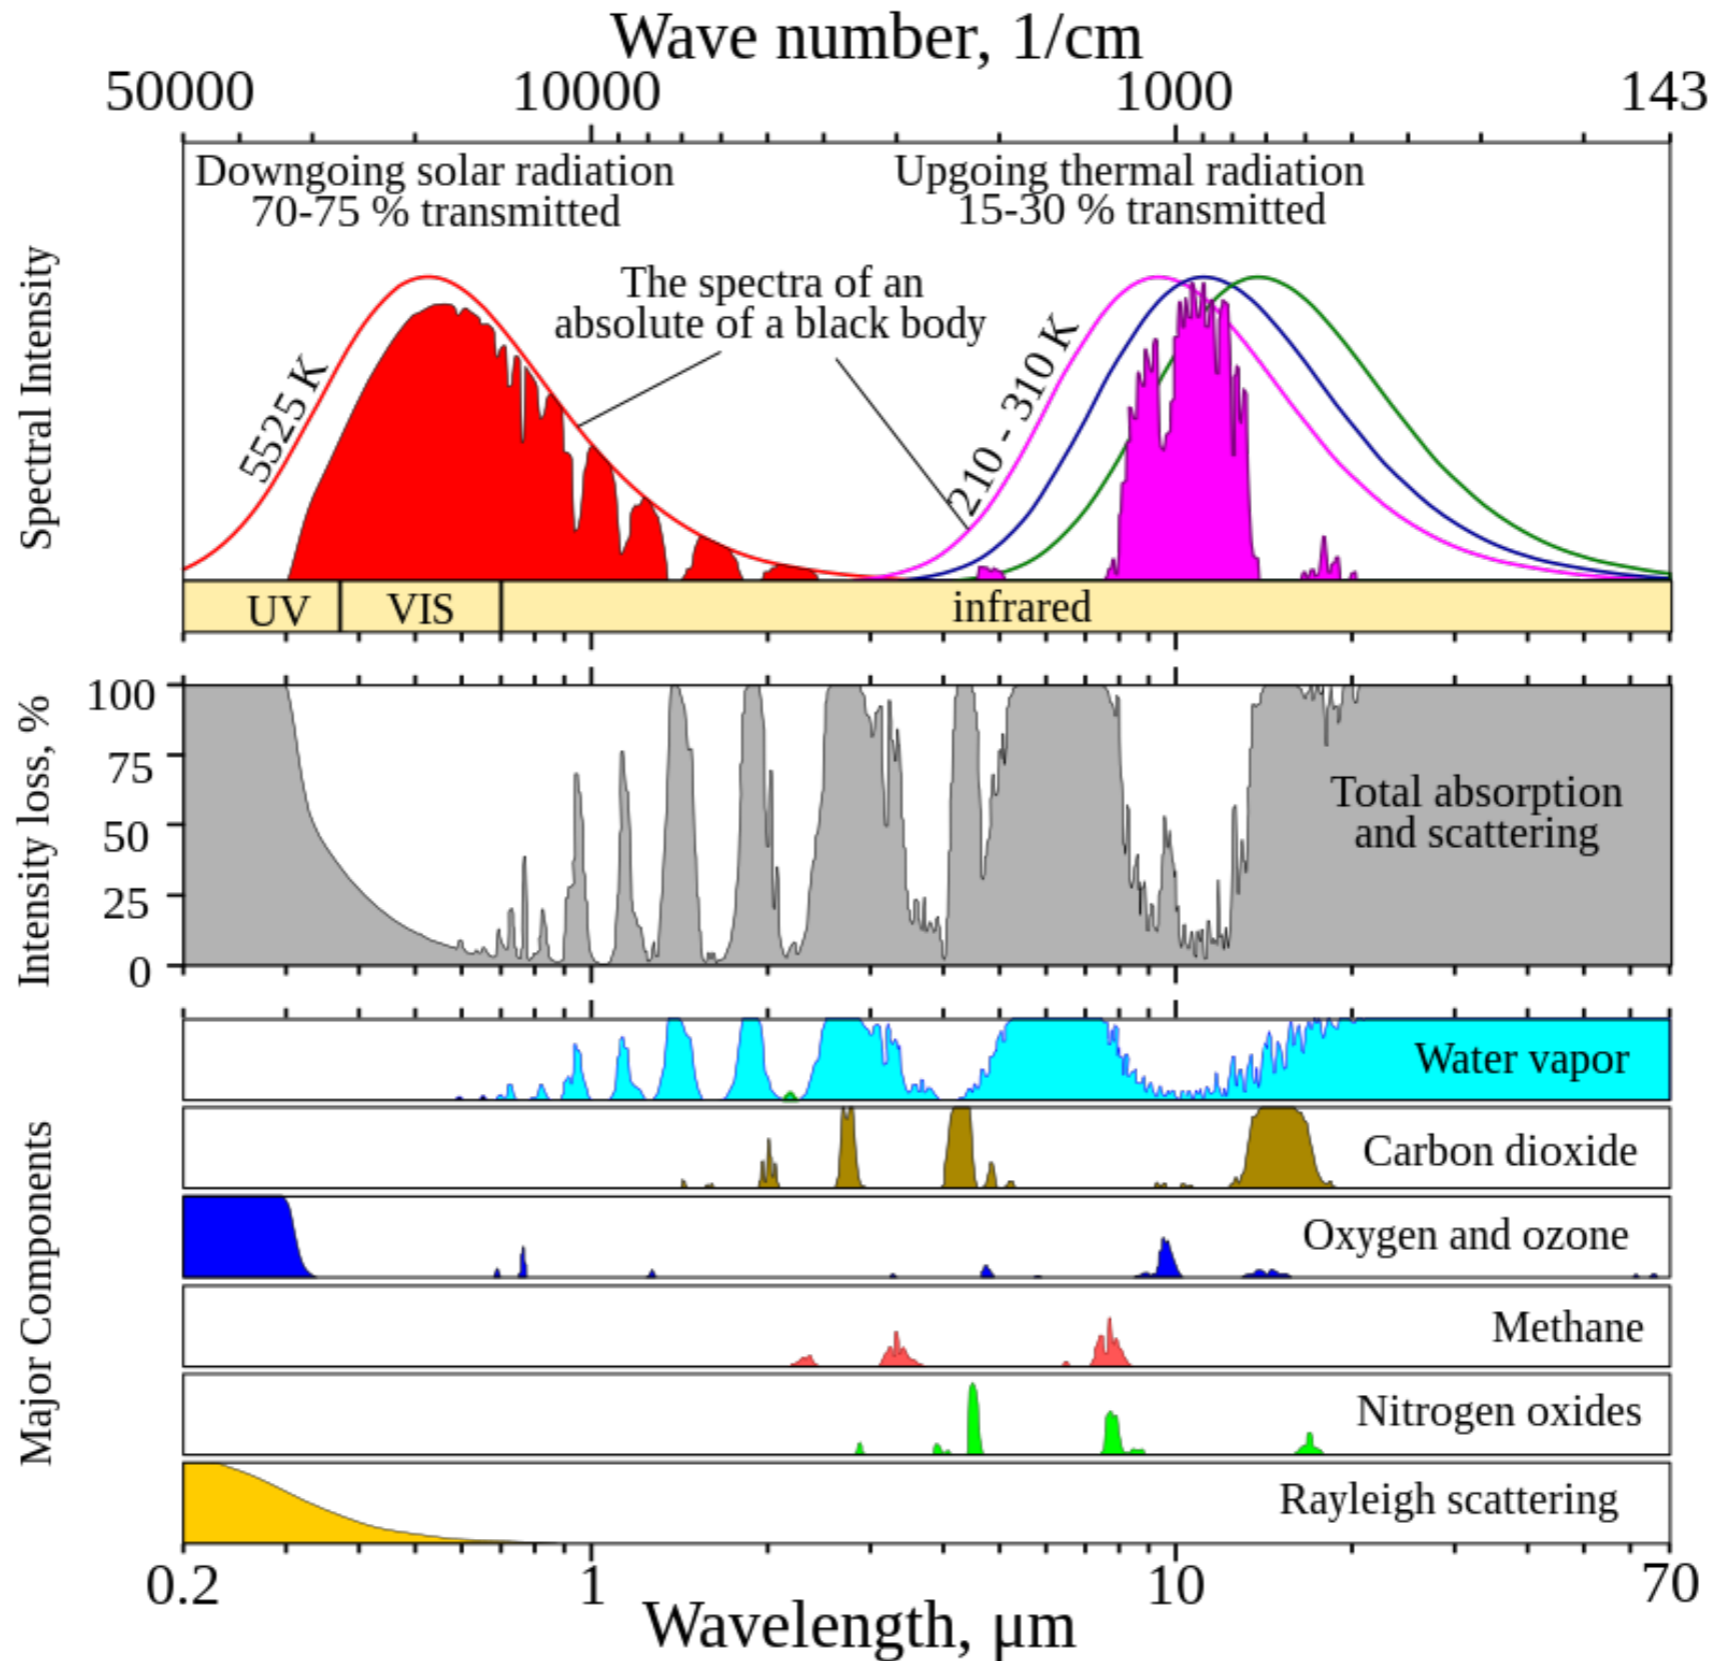 Wave number, 1/cm
50000 10000 1000 143
Downgoing solar radiation
70-75 % transmitted
Upgoing thermal radiation
15-30 % transmitted
The spectra of an
absolute of a black body
5525 K
210 - 310 K
Spectral Intensity
UV VIS infrared
Intensity loss, %
100
75
50
25
0
Total absorption
and scattering
Major Components
Water vapor
Carbon dioxide
Oxygen and ozone
Methane
Nitrogen oxides
Rayleigh scattering
0.2 1 10 70
Wavelength, μm